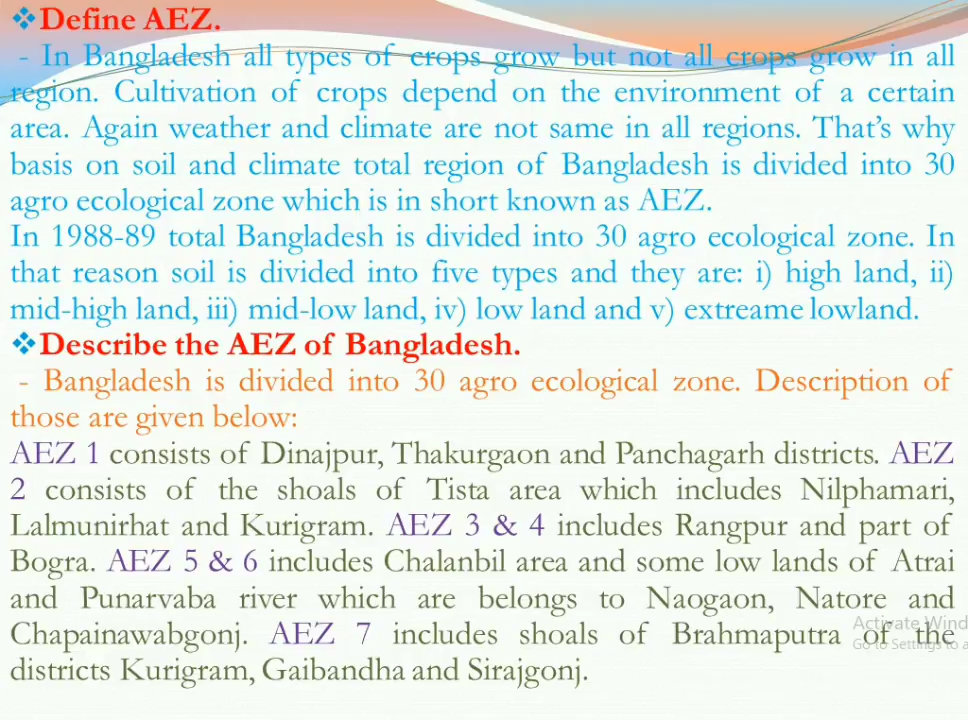 ❖Define AEZ.
- In Bangladesh all types of crops grow but not all crops grow in all
region. Cultivation of crops depend on the environment of a certain
area. Again weather and climate are not same in all regions. That's why
basis on soil and climate total region of Bangladesh is divided into 30
agro ecological zone which is in short known as AEZ.
In 1988-89 total Bangladesh is divided into 30 agro ecological zone. In
that reason soil is divided into five types and they are: i) high land, ii)
mid-high land, iii) mid-low land, iv) low land and v) extreame lowland.
❖Describe the AEZ of Bangladesh.
- Bangladesh is divided into 30 agro ecological zone. Description of
those are given below:
AEZ 1 consists of Dinajpur, Thakurgaon and Panchagarh districts. AEZ
2 consists of the shoals of Tista area which includes Nilphamari,
Lalmunirhat and Kurigram. AEZ 3 & 4 includes Rangpur and part of
Bogra. AEZ 5 & 6 includes Chalanbil area and some low lands of Atrai
and Punarvaba river which are belongs to Naogaon, Natore and
Chapainawabgonj. AEZ 7 includes shoals of Brahmaputra of the
districts Kurigram, Gaibandha and Sirajgonj.
Activate Wind
Go to Settings to a